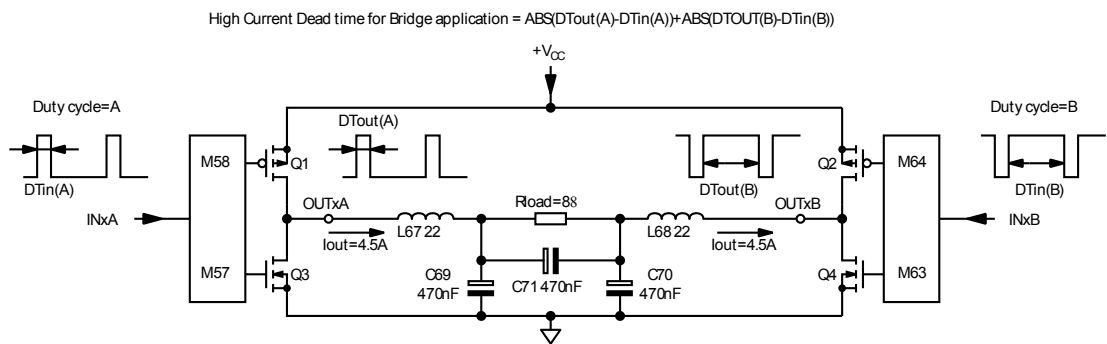 High Current Dead time for Bridge application = ABS(DTout(A)-DTin(A))+ABS(DTOUT(B)-DTin(B))
+VCC
Duty cycle=A
Duty cycle=B
DTout(A)
M58
Q1
Q2
M64
DTin(A)
DTout(B)
DTin(B)
OUTxA
Rload=88
OUTxB
INxA
INxB
L67 22
L68 22
Iout=4.5A
Iout=4.5A
M57
Q3
C69
470nF
C71 470nF
C70
470nF
Q4
M63